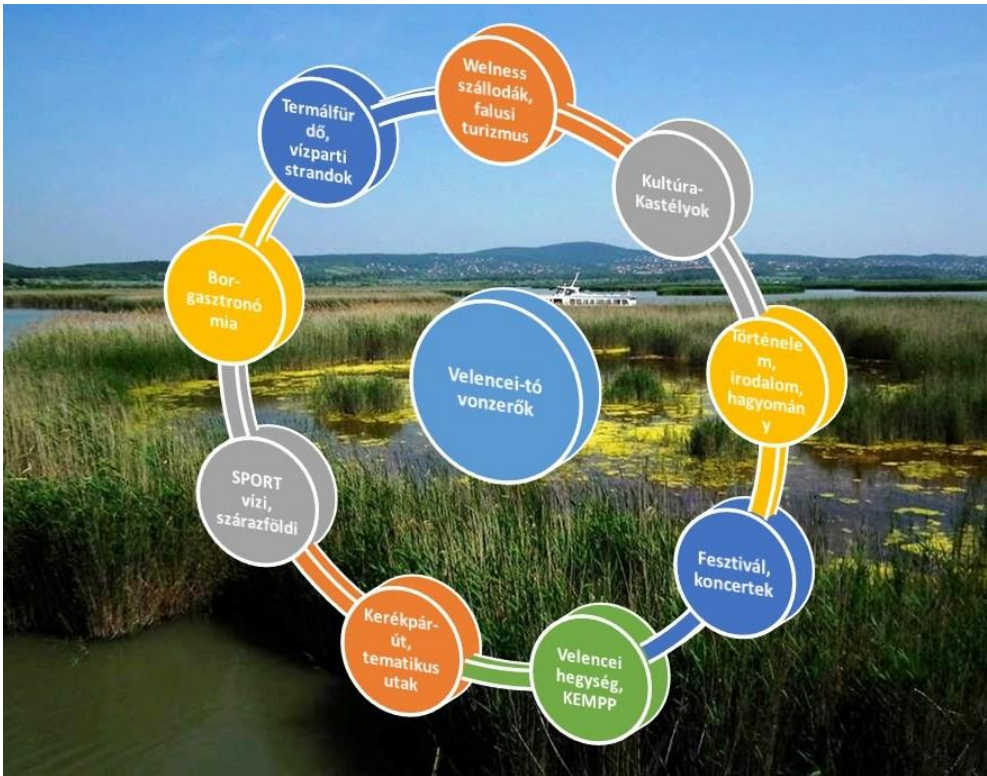 Velencei-tó
vonzerők
Welness
szállodák,
falusi
turizmus
Kultúra-
Kastélyok
Történele
m,
irodalom,
hagyomán
y
Fesztivál,
koncertek
Velencei
hegység,
KEMPP
Kerékpár-
út,
tematikus
utak
SPORT
vízi,
szárazföldi
Bor-
gasztronó
mia
Termálfür
dő,
vízparti
strandok